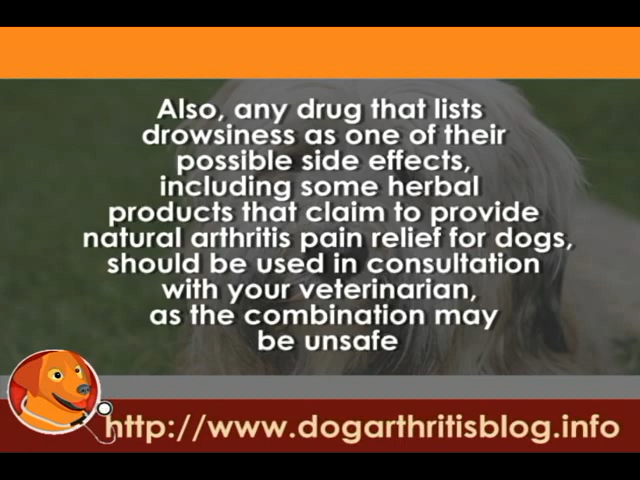 Also, any drug that lists
drowsiness as one of their
possible side effects,
including some herbal
products that claim to provide
natural arthritis pain relief for dogs,
should be used in consultation
with your veterinarian,
as the combination may
be unsafe
http://www.dogarthritisblog.info